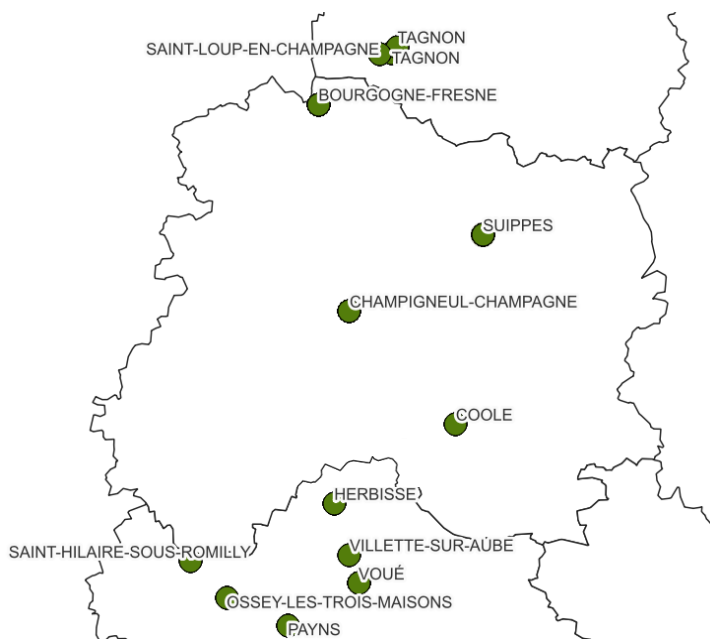 TAGNON
SAINT-LOUP-EN-CHAMPAGNE
TAGNON
BOURGOGNE-FRESNE
SUIPPES
CHAMPIGNEUL-CHAMPAGNE
COOLE
HERBISSE
VILLETTE-SUR-AUBE
SAINT-HILAIRE-SOUS-ROMILLY
VOUÉ
OSSEY-LES-TROIS-MAISONS
PAYNS